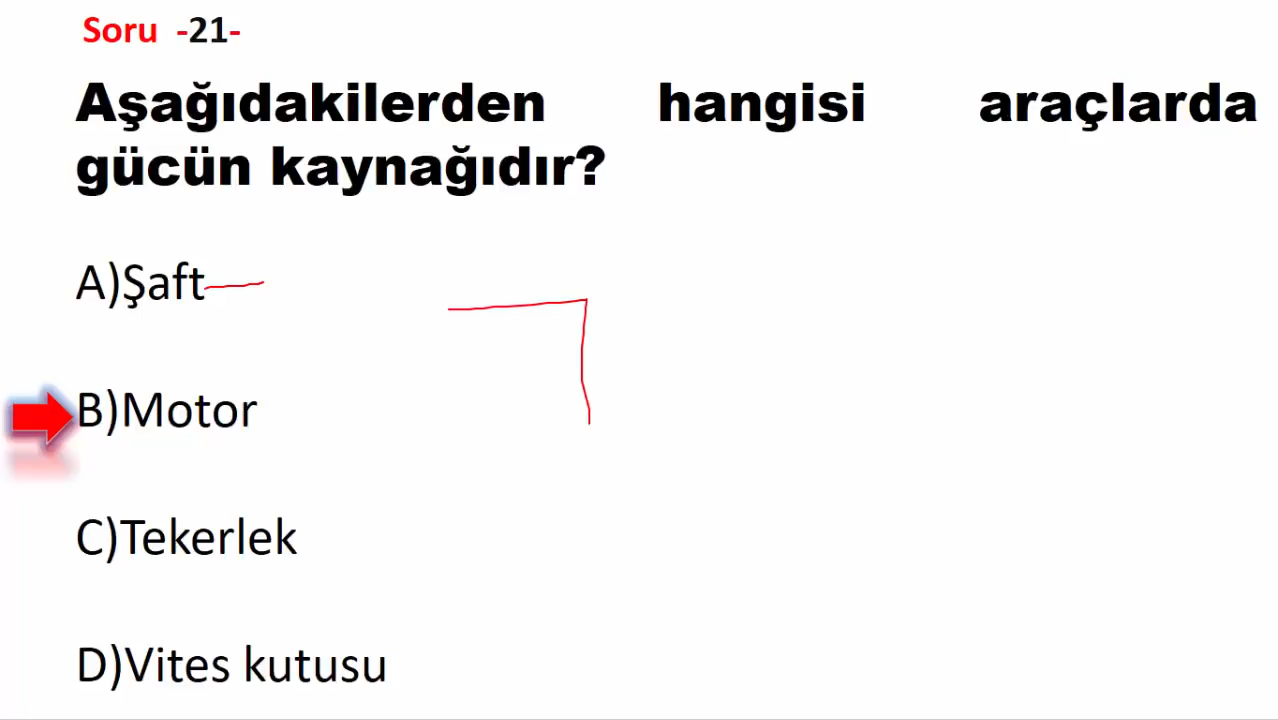 Soru -21-
Aşağıdakilerden hangisi araçlarda
gücün kaynağıdır?
A)Şaft
B)Motor
C)Tekerlek
D)Vites kutusu